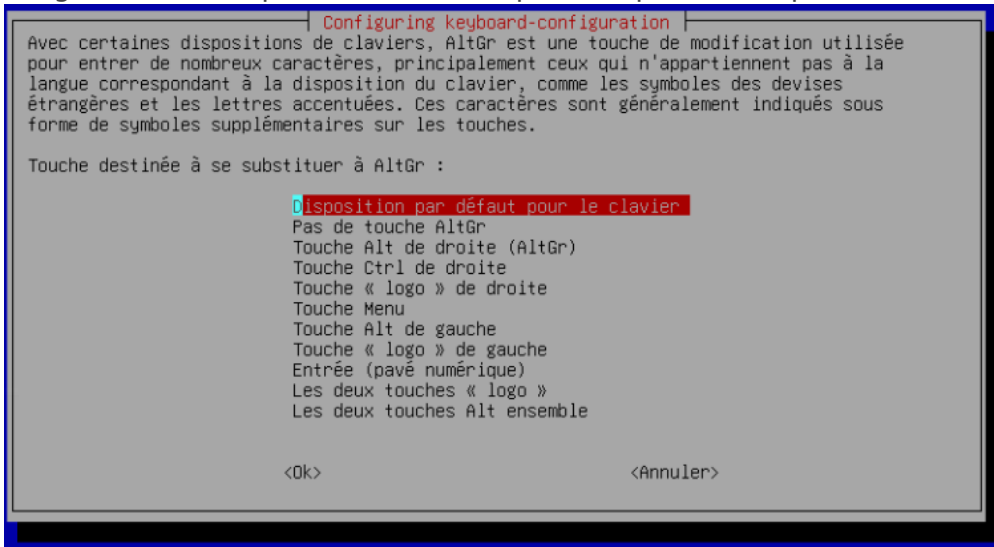 Configuring keyboard-configuration
Avec certaines dispositions de claviers, AltGr est une touche de modification utilisée
pour entrer de nombreux caractères, principalement ceux qui n'appartiennent pas à la
langue correspondant à la disposition du clavier, comme les symboles des devises
étrangères et les lettres accentuées. Ces caractères sont généralement indiqués sous
forme de symboles supplémentaires sur les touches.
Touche destinée à se substituer à AltGr :
Disposition par défaut pour le clavier
Pas de touche AltGr
Touche Alt de droite (AltGr)
Touche Ctrl de droite
Touche « logo » de droite
Touche Menu
Touche Alt de gauche
Touche « logo » de gauche
Entrée (pavé numérique)
Les deux touches « logo »
Les deux touches Alt ensemble
<Ok> <Annuler>